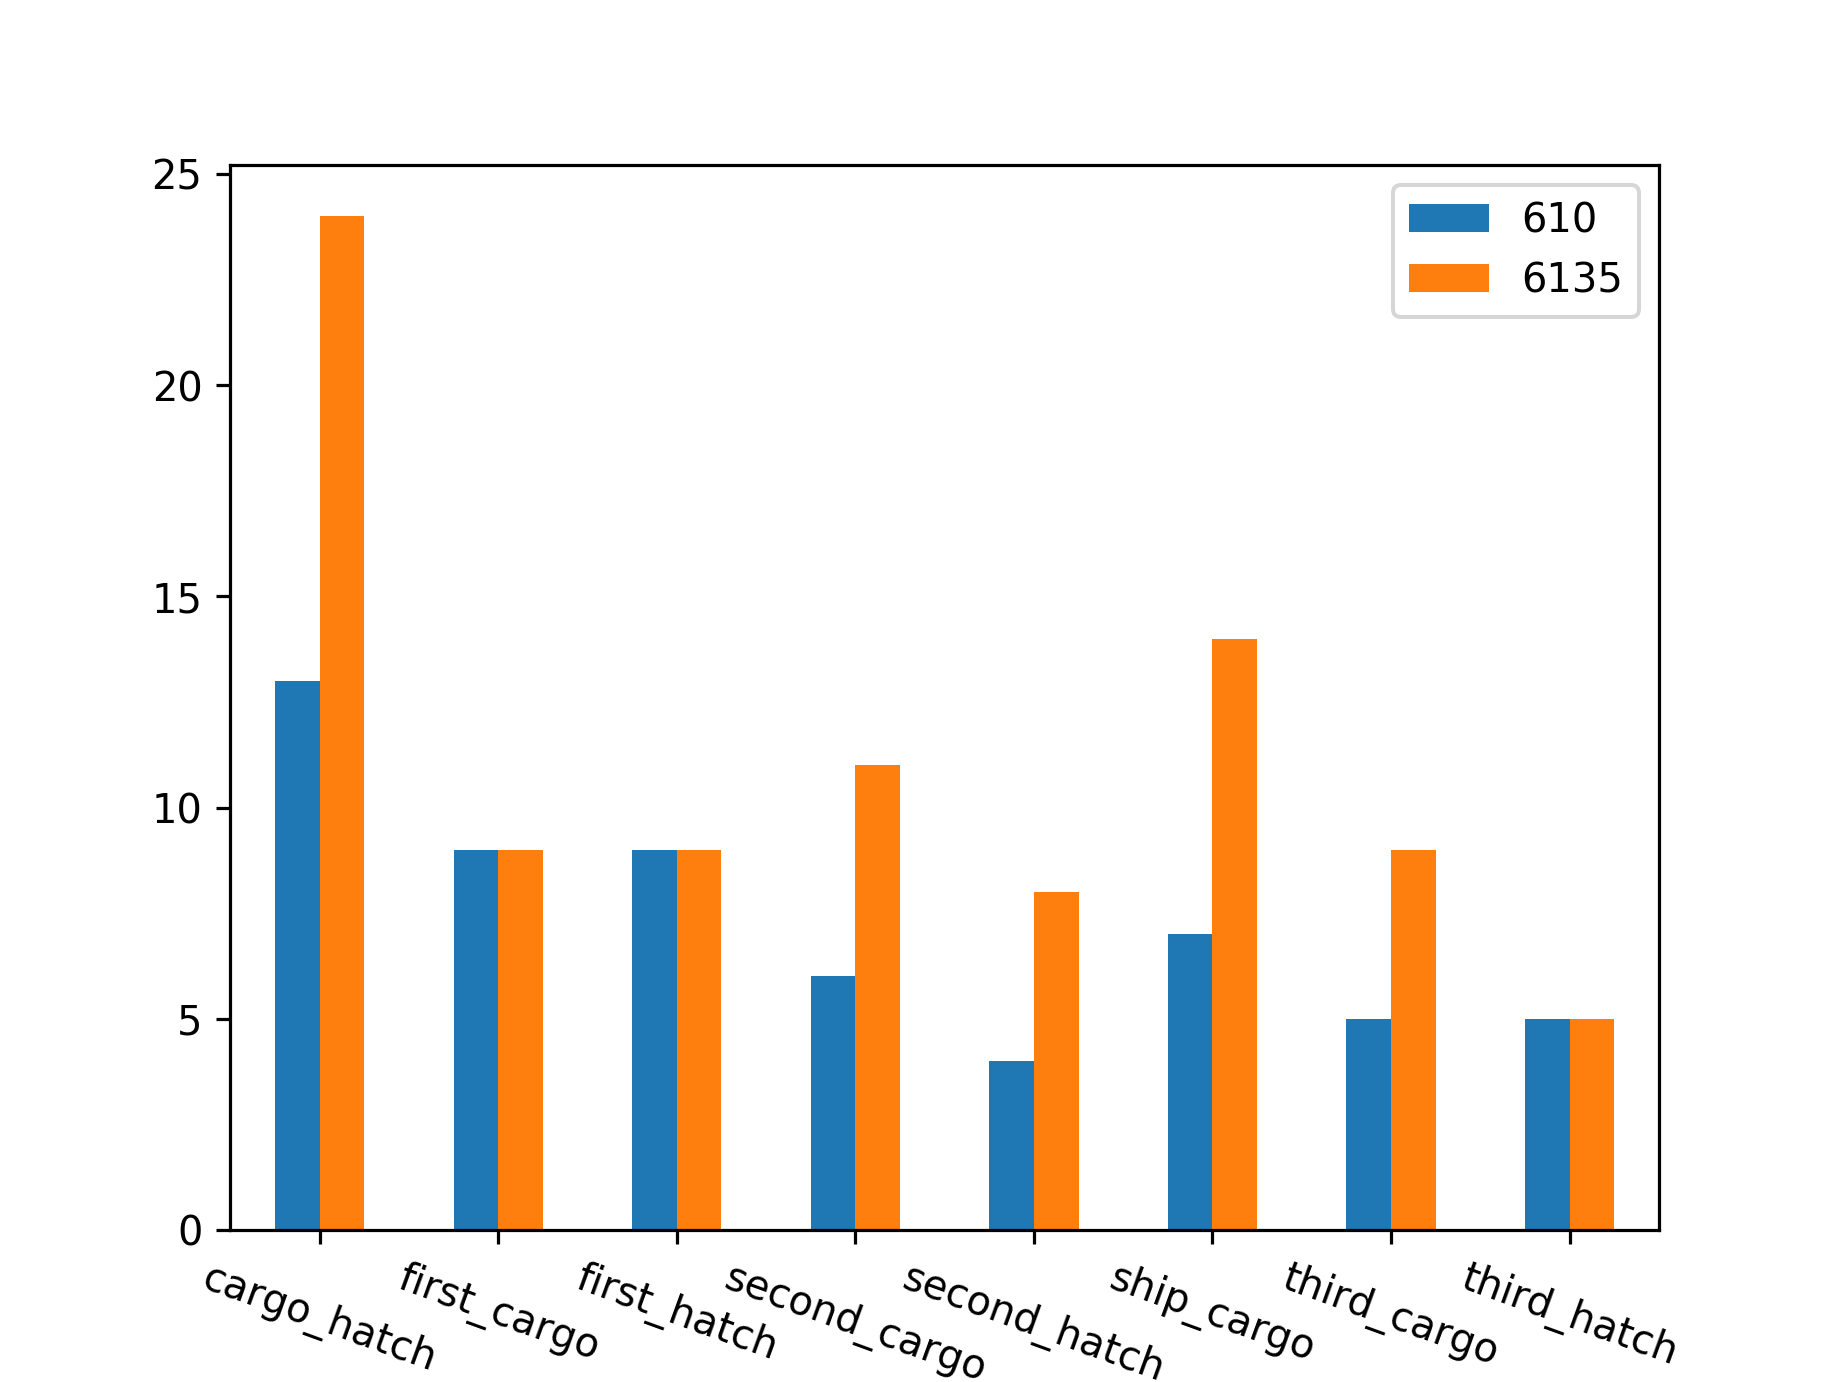 25
20
15
10
5
0
610
6135
cargo_hatch
first_cargo
first_hatch
second_cargo
second_hatch
ship_cargo
third_cargo
third_hatch